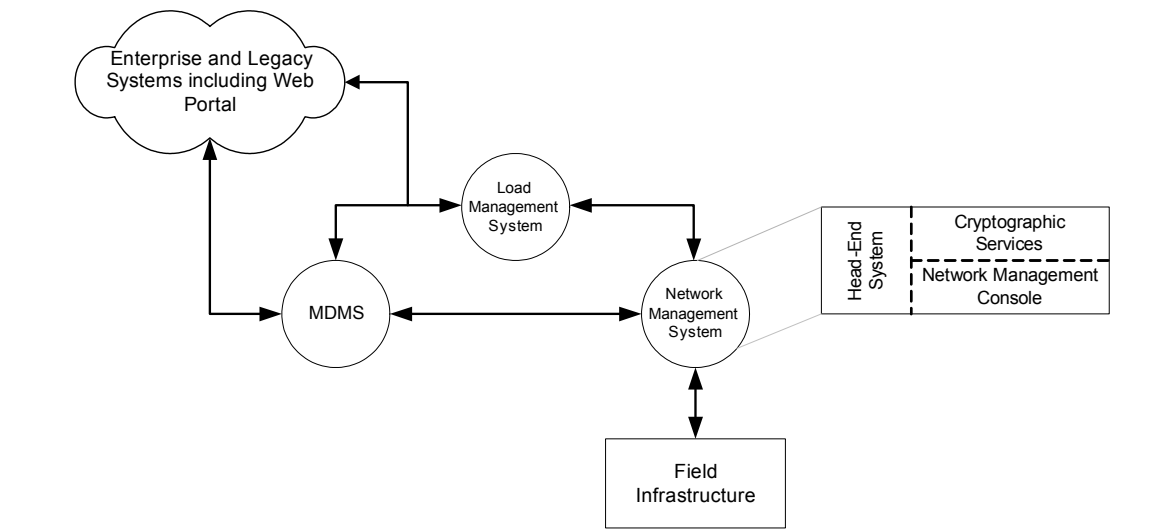 Enterprise and Legacy
Systems including Web
Portal
Load
Management
System
Head-End
System
Cryptographic
Services
Network Management
Console
MDMS
Network
Management
System
Field
Infrastructure